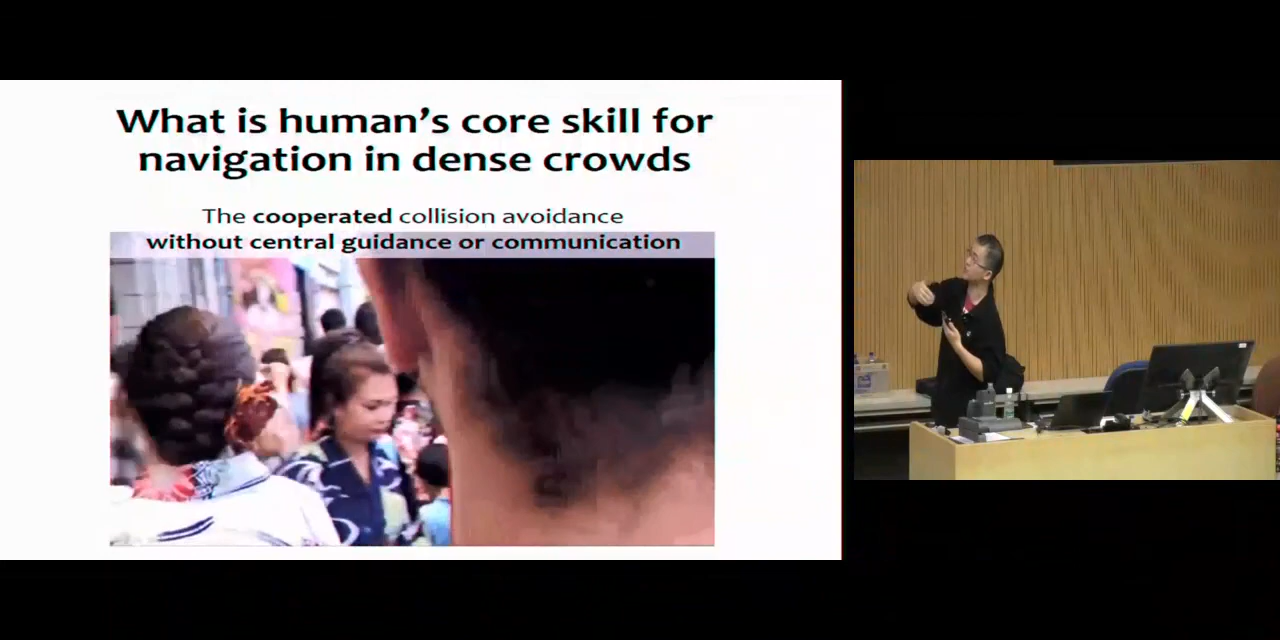 What is human's core skill for
navigation in dense crowds
The cooperated collision avoidance
without central guidance or communication